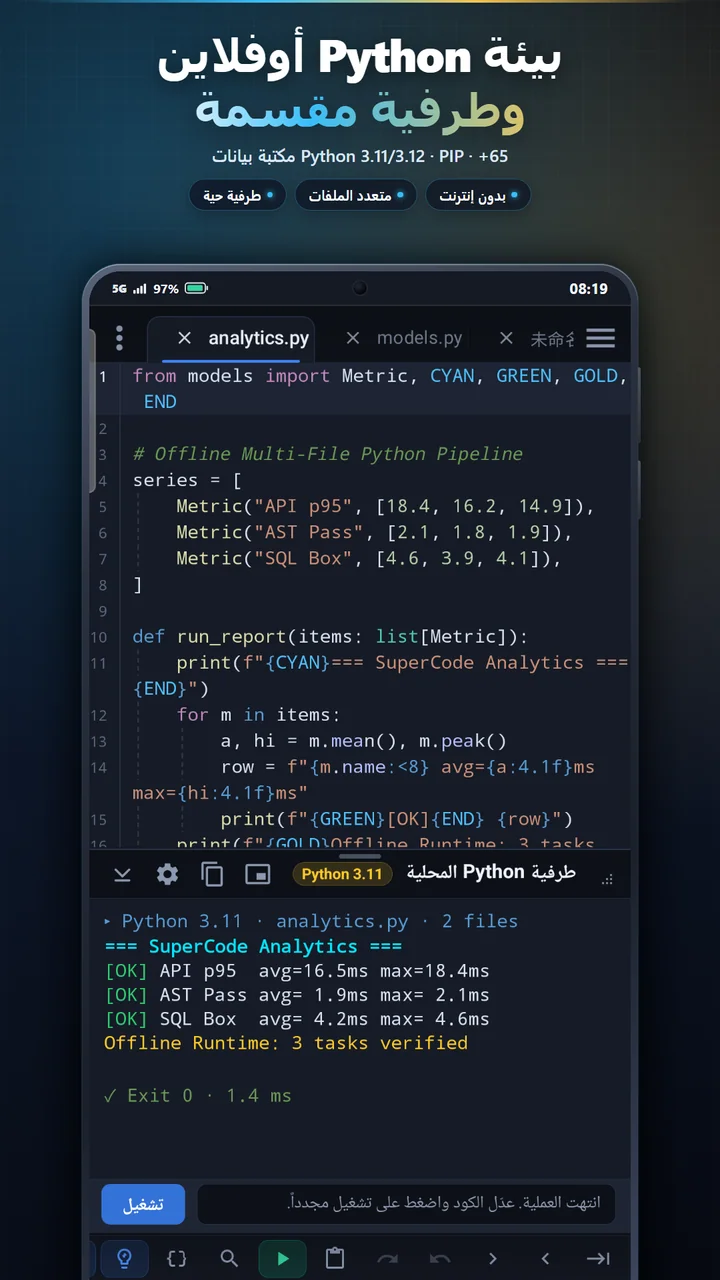 بيئة Python أوفلاين
وطرفية مقسمة
Python 3.11/3.12 · PIP · +65 مكتبة بيانات
بدون إنترنت
متعدد الملفات
طرفية حية
5G 97% 08:19
analytics.py
models.py
1 from models import Metric, CYAN, GREEN, GOLD,
END
2
3 # Offline Multi-File Python Pipeline
4 series = [
5 Metric("API p95", [18.4, 16.2, 14.9]),
6 Metric("AST Pass", [2.1, 1.8, 1.9]),
7 Metric("SQL Box", [4.6, 3.9, 4.1]),
8 ]
9
10 def run_report(items: list[Metric]):
11 print(f"{CYAN}=== SuperCode Analytics ===
{END}")
12 for m in items:
13 a, hi = m.mean(), m.peak()
14 row = f"{m.name:<8} avg={a:4.1f}ms
max={hi:4.1f}ms"
15 print(f"{GREEN}[OK]{END} {row}")
16 print(f"{GOLD}Offline Runtime: 3 tasks
طرفية Python المحلية
Python 3.11
▸ Python 3.11 · analytics.py · 2 files
=== SuperCode Analytics ===
[OK] API p95 avg=16.5ms max=18.4ms
[OK] AST Pass avg= 1.9ms max= 2.1ms
[OK] SQL Box avg= 4.2ms max= 4.6ms
Offline Runtime: 3 tasks verified
✓ Exit 0 · 1.4 ms
انتهت العملية. عدّل الكود واضغط على تشغيل مجدداً.
تشغيل